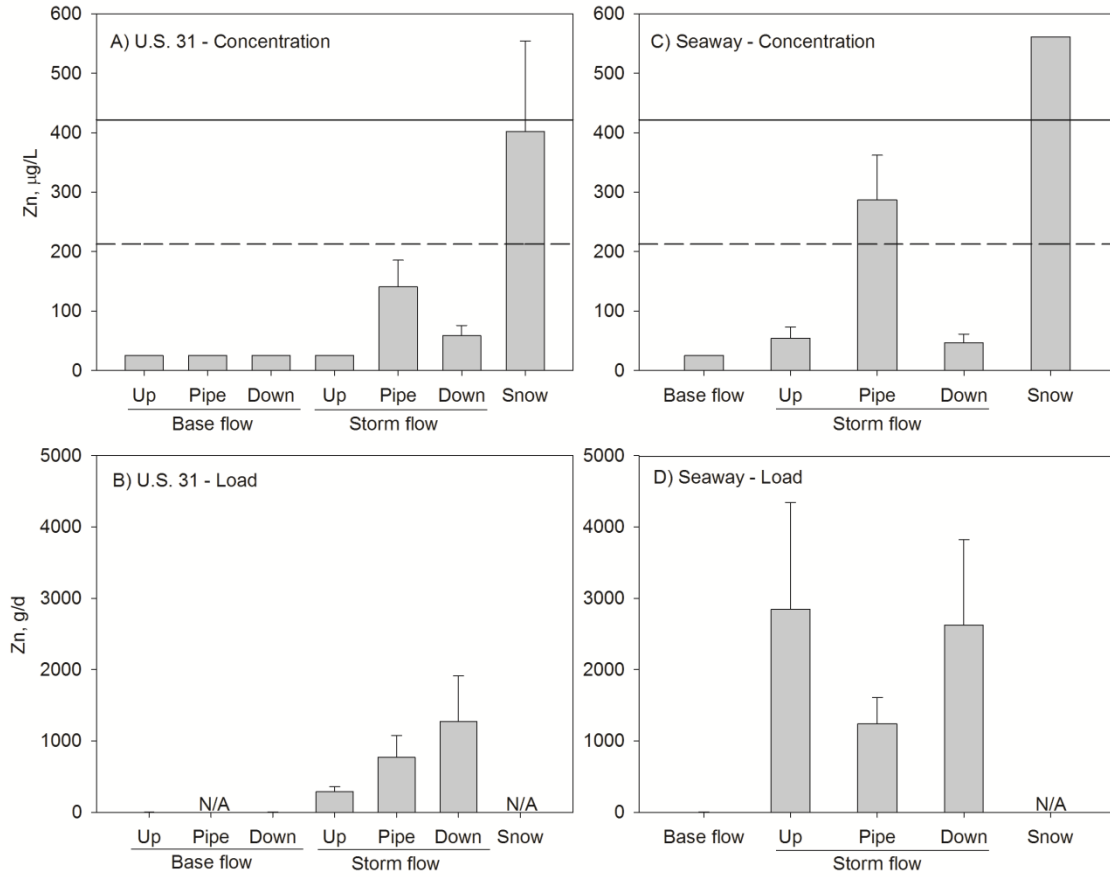 A) U.S. 31 - Concentration
Zn, µg/L
600
500
400
300
200
100
0
Up Pipe Down Up Pipe Down Snow
Base flow Storm flow
C) Seaway - Concentration
600
500
400
300
200
100
0
Base flow Up Pipe Down Snow
Storm flow
B) U.S. 31 - Load
Zn, g/d
5000
4000
3000
2000
1000
0
N/A N/A
Up Pipe Down Up Pipe Down Snow
Base flow Storm flow
D) Seaway - Load
5000
4000
3000
2000
1000
0
N/A
Base flow Up Pipe Down Snow
Storm flow